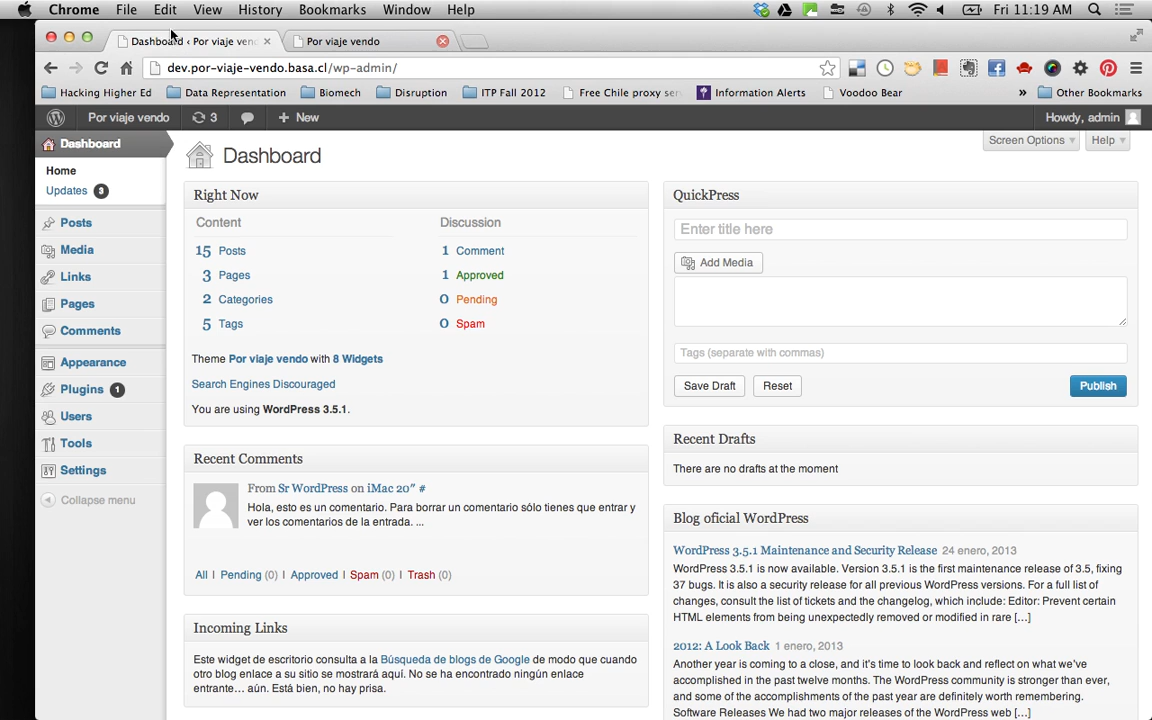 Chrome File Edit View History Bookmarks Window Help Fri 11:19 AM
Dashboard ‹ Por viaje vend Por viaje vendo
dev.por-viaje-vendo.basa.cl/wp-admin/
Hacking Higher Ed Data Representation Biomech Disruption ITP Fall 2012 Free Chile proxy serv Information Alerts Voodoo Bear » Other Bookmarks
Por viaje vendo 3 + New Howdy, admin
Dashboard
Home
Updates 3
Posts
Media
Links
Pages
Comments
Appearance
Plugins 1
Users
Tools
Settings
Collapse menu
Screen Options Help
Dashboard
Right Now
Content Discussion
15 Posts 1 Comment
3 Pages 1 Approved
2 Categories 0 Pending
5 Tags 0 Spam
Theme Por viaje vendo with 8 Widgets
Search Engines Discouraged
You are using WordPress 3.5.1.
Recent Comments
From Sr WordPress on iMac 20″ #
Hola, esto es un comentario. Para borrar un comentario sólo tienes que entrar y
ver los comentarios de la entrada. ...
All | Pending (0) | Approved | Spam (0) | Trash (0)
Incoming Links
Este widget de escritorio consulta a la Búsqueda de blogs de Google de modo que cuando
otro blog enlace a su sitio se mostrará aquí. No se ha encontrado ningún enlace
entrante… aún. Está bien, no hay prisa.
QuickPress
Enter title here
Add Media
Tags (separate with commas)
Save Draft Reset Publish
Recent Drafts
There are no drafts at the moment
Blog oficial WordPress
WordPress 3.5.1 Maintenance and Security Release 24 enero, 2013
WordPress 3.5.1 is now available. Version 3.5.1 is the first maintenance release of 3.5, fixing
37 bugs. It is also a security release for all previous WordPress versions. For a full list of
changes, consult the list of tickets and the changelog, which include: Editor: Prevent certain
HTML elements from being unexpectedly removed or modified in rare [...]
2012: A Look Back 1 enero, 2013
Another year is coming to a close, and it's time to look back and reflect on what we've
accomplished in the past twelve months. The WordPress community is stronger than ever,
and some of the accomplishments of the past year are definitely worth remembering.
Software Releases We had two major releases of the WordPress web [...]